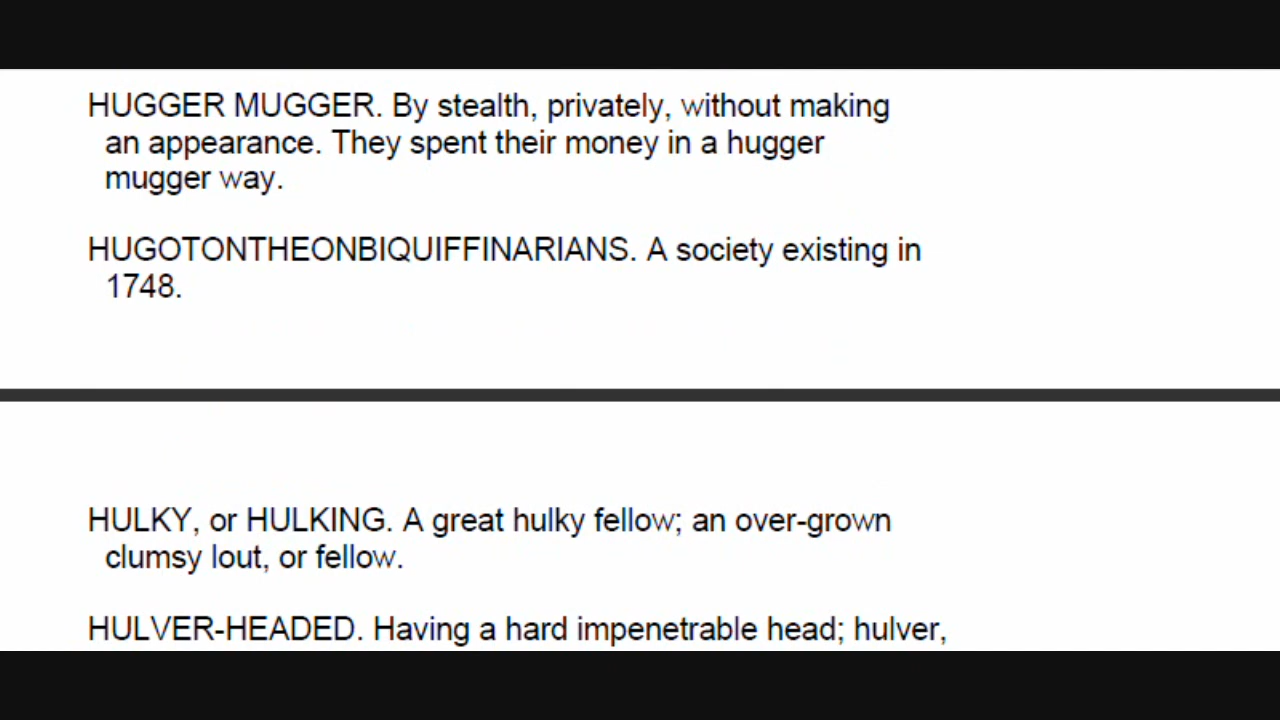 HUGGER MUGGER. By stealth, privately, without making
an appearance. They spent their money in a hugger
mugger way.
HUGOTONTHEONBIQUIFFINARIANS. A society existing in
1748.
HULKY, or HULKING. A great hulky fellow; an over-grown
clumsy lout, or fellow.
HULVER-HEADED. Having a hard impenetrable head; hulver,